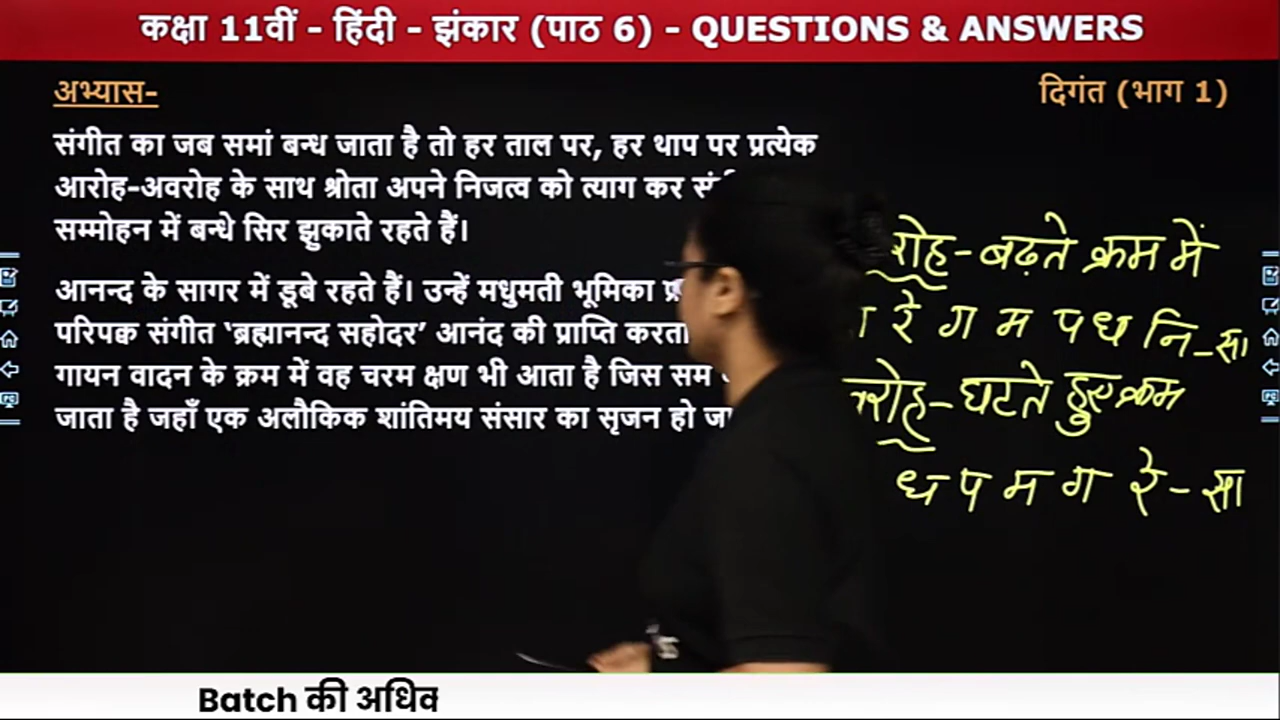 कक्षा 11वीं - हिंदी - झंकार (पाठ 6) - QUESTIONS & ANSWERS
अभ्यास-
दिगंत (भाग 1)
संगीत का जब समां बन्ध जाता है तो हर ताल पर, हर थाप पर प्रत्येक
आरोह-अवरोह के साथ श्रोता अपने निजत्व को त्याग कर
सम्मोहन में बन्धे सिर झुकाते रहते हैं।
आनन्द के सागर में डूबे रहते हैं। उन्हें मधुमती भूमिका
परिपक्व संगीत ‘ब्रह्मानन्द सहोदर’ आनंद की प्राप्ति करता
गायन वादन के क्रम में वह चरम क्षण भी आता है जिस सम
जाता है जहाँ एक अलौकिक शांतिमय संसार का सृजन हो
रोह - बढ़ते क्रम में
रे ग म प ध नि - सा
रोह - घटते हुए क्रम
ध प म ग रे - सा
Batch की अधिव